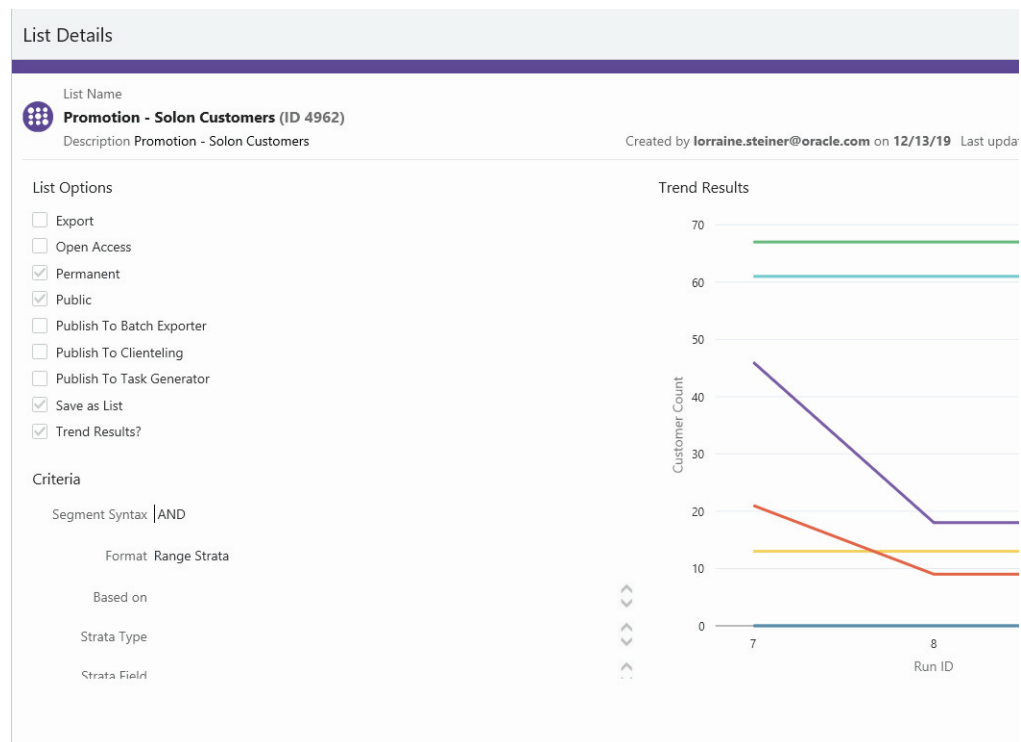 List Details
List Name
Promotion - Solon Customers (ID 4962)
Description Promotion - Solon Customers
Created by lorraine.steiner@oracle.com on 12/13/19 Last
List Options
Export
Open Access
Permanent
Public
Publish To Batch Exporter
Publish To Clienteling
Publish To Task Generator
Save as List
Trend Results?
Criteria
Segment Syntax AND
Format Range Strata
Based on
Strata Type
Strata Field
Trend Results
70
60
50
40
30
20
10
0
Customer Count
7 8
Run ID